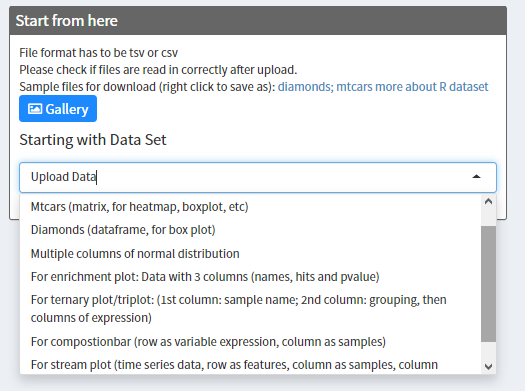 Start from here
File format has to be tsv or csv
Please check if files are read in correctly after upload.
Sample files for download (right click to save as): diamonds; mtcars more about R dataset
Gallery
Starting with Data Set
Upload Data
Mtcars (matrix, for heatmap, boxplot, etc)
Diamonds (dataframe, for box plot)
Multiple columns of normal distribution
For enrichment plot: Data with 3 columns (names, hits and pvalue)
For ternary plot/triplot: (1st column: sample name; 2nd column: grouping, then
columns of expression)
For compostionbar (row as variable expression, column as samples)
For stream plot (time series data, row as features, column as samples, column